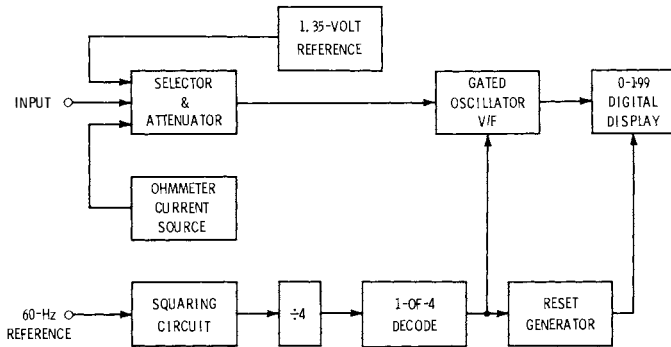 1.35-VOLT
REFERENCE
INPUT
SELECTOR
&
ATTENUATOR
GATED
OSCILLATOR
V/F
0-199
DIGITAL
DISPLAY
OHMMETER
CURRENT
SOURCE
60-Hz
REFERENCE
SQUARING
CIRCUIT
÷4
1-OF-4
DECODE
RESET
GENERATOR